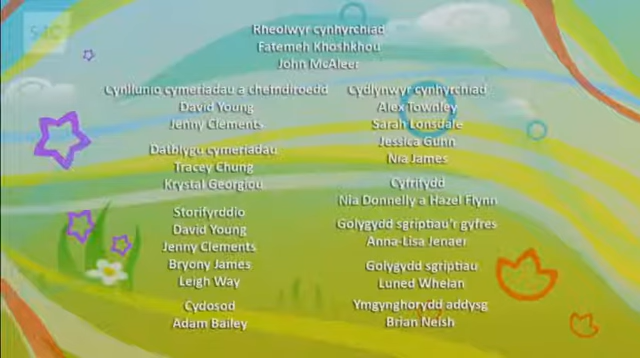 S4C
Rheolwyr cynhyrchiad
Fatemeh Khoshkhou
John McAleer
Cynllunio cymeriadau a chefndiroedd
David Young
Jenny Clements
Datblygu cymeriadau
Tracey Chung
Krystal Georgiou
Storifyrddio
David Young
Jenny Clements
Bryony James
Leigh Way
Cydosod
Adam Bailey
Cydlynwyr cynhyrchiad
Alex Townley
Sarah Lonsdale
Jessica Gunn
Nia James
Cyfrifydd
Nia Donnelly a Hazel Flynn
Golygydd sgriptiau'r gyfres
Anna-Lisa Jenaer
Golygydd sgriptiau
Luned Whelan
Ymgynghorydd addysg
Brian Neish